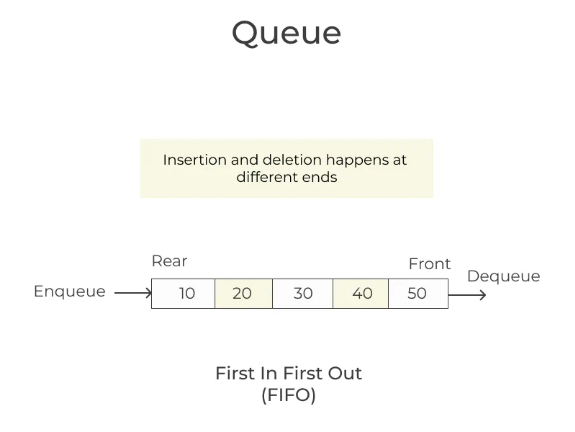 Queue
Insertion and deletion happens at
different ends
Rear
Front
Dequeue
Enqueue
10 20 30 40 50
First In First Out
(FIFO)